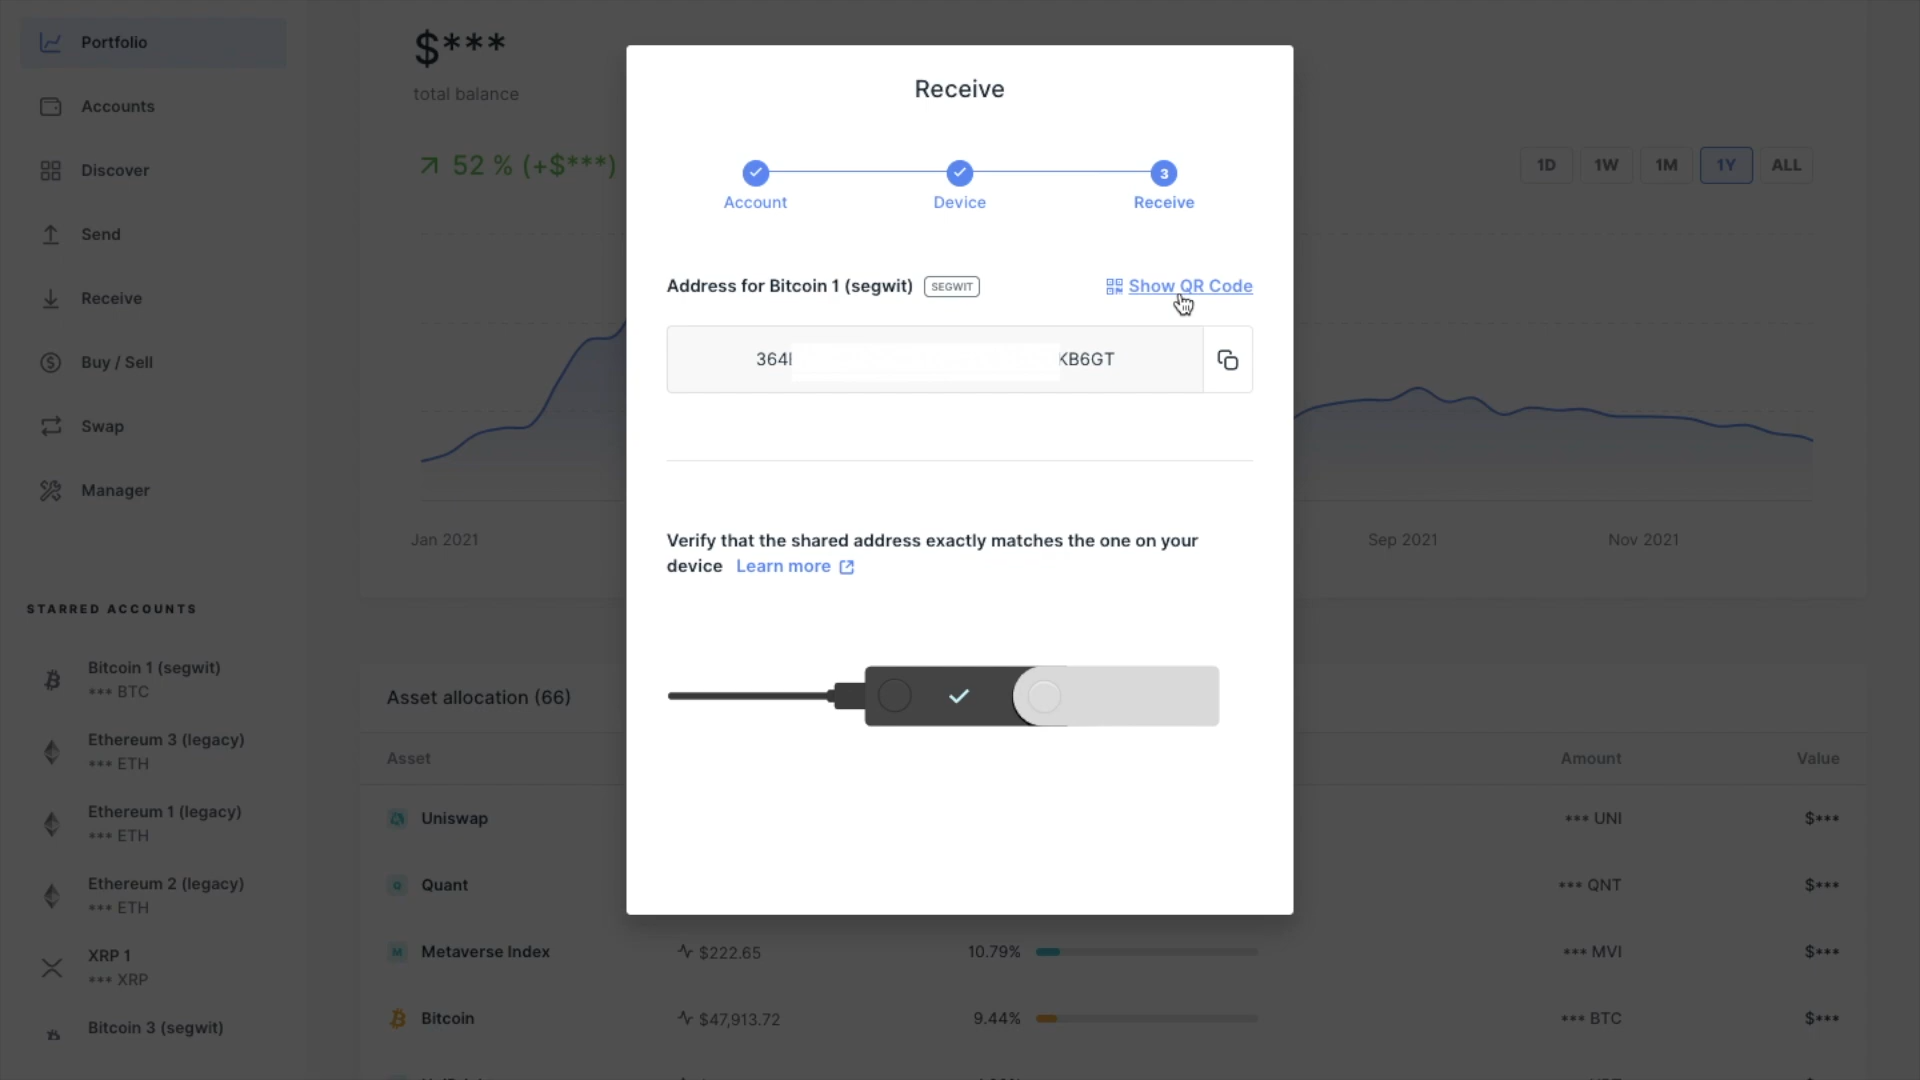 Portfolio
Accounts
Discover
Send
Receive
Buy / Sell
Swap
Manager
STARRED ACCOUNTS
Bitcoin 1 (segwit)
*** BTC
Ethereum 3 (legacy)
*** ETH
Ethereum 1 (legacy)
*** ETH
Ethereum 2 (legacy)
*** ETH
XRP 1
*** XRP
Bitcoin 3 (segwit)
$***
total balance
52 % (+$***)
1D 1W 1M 1Y ALL
Jan 2021 Sep 2021 Nov 2021
Receive
Account Device 3 Receive
Address for Bitcoin 1 (segwit) SEGWIT Show QR Code
364 KB6GT
Verify that the shared address exactly matches the one on your
device Learn more
Asset allocation (66)
Asset Amount Value
Uniswap *** UNI $***
Quant *** QNT $***
Metaverse Index $222.65 10.79% *** MVI $***
Bitcoin $47,913.72 9.44% *** BTC $***